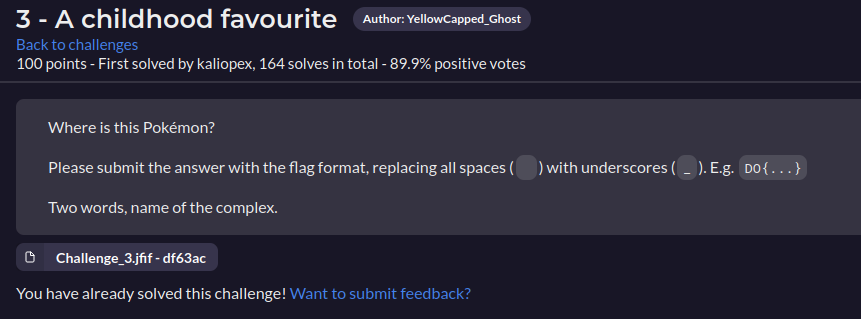 3 - A childhood favourite Author: YellowCapped_Ghost
Back to challenges
100 points - First solved by kaliopex, 164 solves in total - 89.9% positive votes
Where is this Pokémon?
Please submit the answer with the flag format, replacing all spaces ( ) with underscores ( _ ). E.g. DO{...}
Two words, name of the complex.
Challenge_3.jfif - df63ac
You have already solved this challenge! Want to submit feedback?